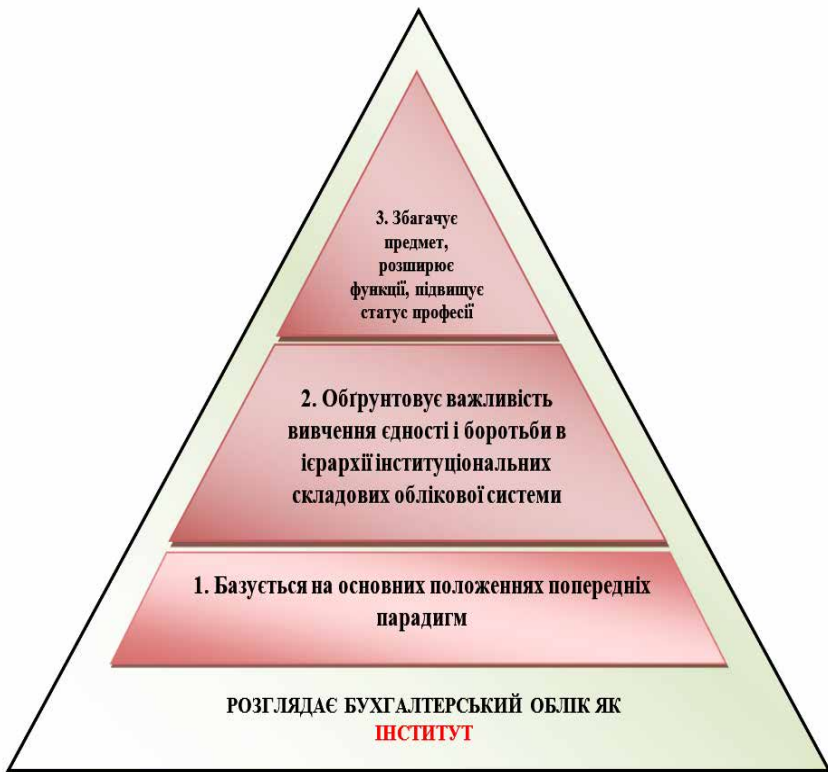 3. Збагачує
предмет,
розширює
функції, підвищує
статус професії
2. Обґрунтовує важливість
вивчення єдності і боротьби в
ієрархії інституціональних
складових облікової системи
1. Базується на основних положеннях попередніх
парадигм
РОЗГЛЯДАЄ БУХГАЛТЕРСЬКИЙ ОБЛІК ЯК
ІНСТИТУТ